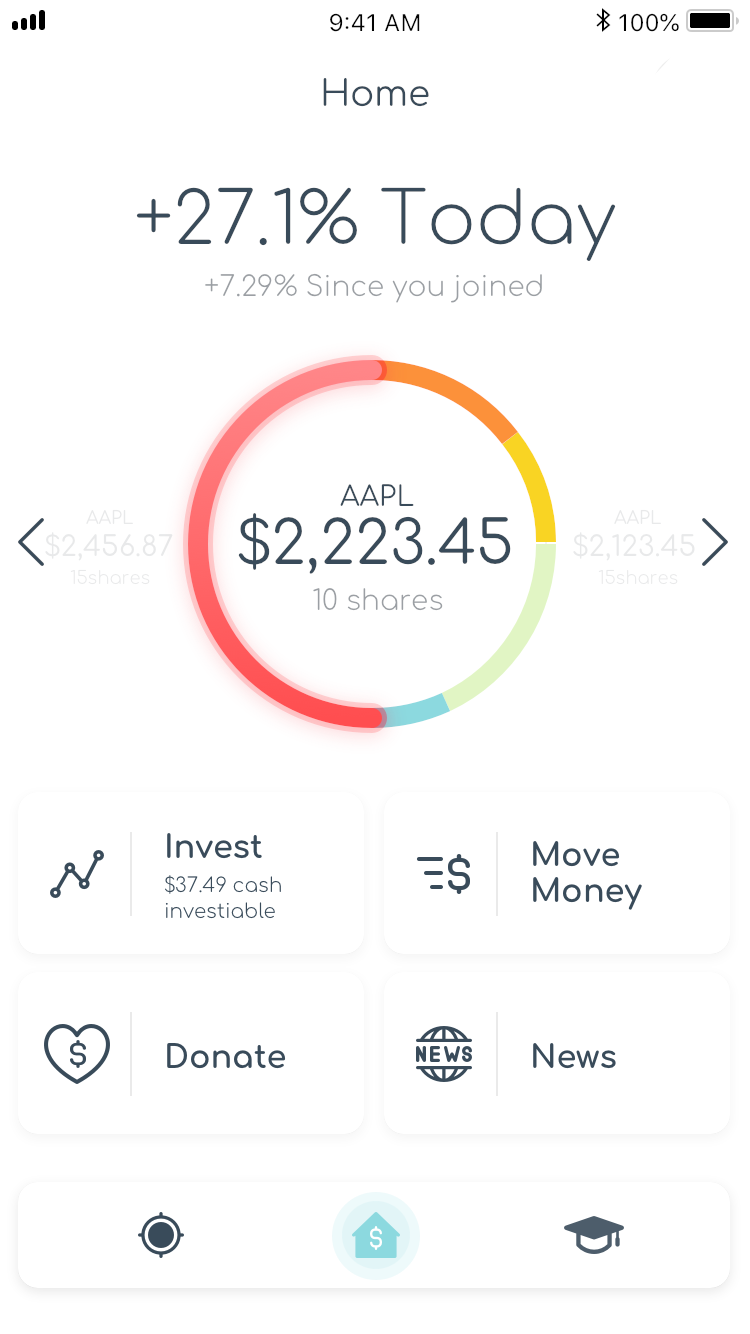 9:41 AM
100%
Home
+27.1% Today
+7.29% Since you joined
AAPL
$2,223.45
10 shares
AAPL
$2,456.87
15shares
AAPL
$2,123.45
15shares
Invest
$37.49 cash
investiable
Move
Money
$
Donate
$
NEWS
News
$